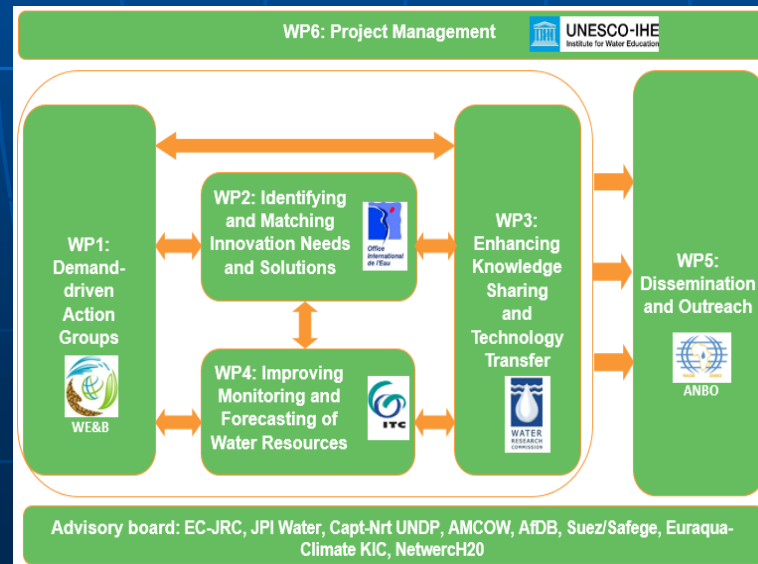 WP6: Project Management
UNESCO-IHE
Institute for Water Education
WP1:
Demand-
driven
Action
Groups
WE&B
WP2: Identifying
and Matching
Innovation Needs
and Solutions
Office
International
de l'Eau
WP4: Improving
Monitoring and
Forecasting of
Water Resources
ITC
WP3:
Enhancing
Knowledge
Sharing
and
Technology
Transfer
WATER
RESEARCH
COMMISSION
WP5:
Dissemination
and Outreach
ANBO
Advisory board: EC-JRC, JPI Water, Capt-Nrt UNDP, AMCOW, AfDB, Suez/Safege, Euraqua-
Climate KIC, NetwercH20